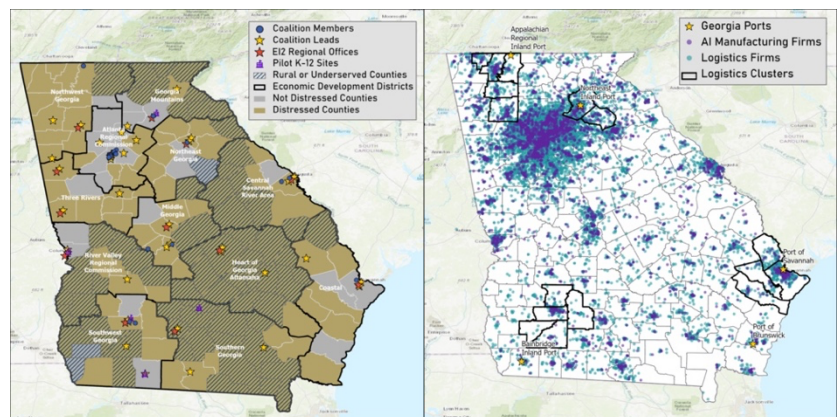 Coalition Members
Coalition Leads
EI2 Regional Offices
Pilot K-12 Sites
Rural or Underserved Counties
Economic Development Districts
Not Distressed Counties
Distressed Counties
Northwest
Georgia
Georgia
Mountains
Atlanta
Regional
Commission
Northeast
Georgia
Three Rivers
Central
Savannah
River Area
Middle
Georgia
River Valley
Regional
Commission
Heart of
Georgia
Altamaha
Coastal
Southwest
Georgia
Southern
Georgia
Georgia Ports
AI Manufacturing Firms
Logistics Firms
Logistics Clusters
Appalachian
Regional
Inland Port
Northeast
Inland Port
Port of
Savannah
Port of
Brunswick
Bainbridge
Inland Port